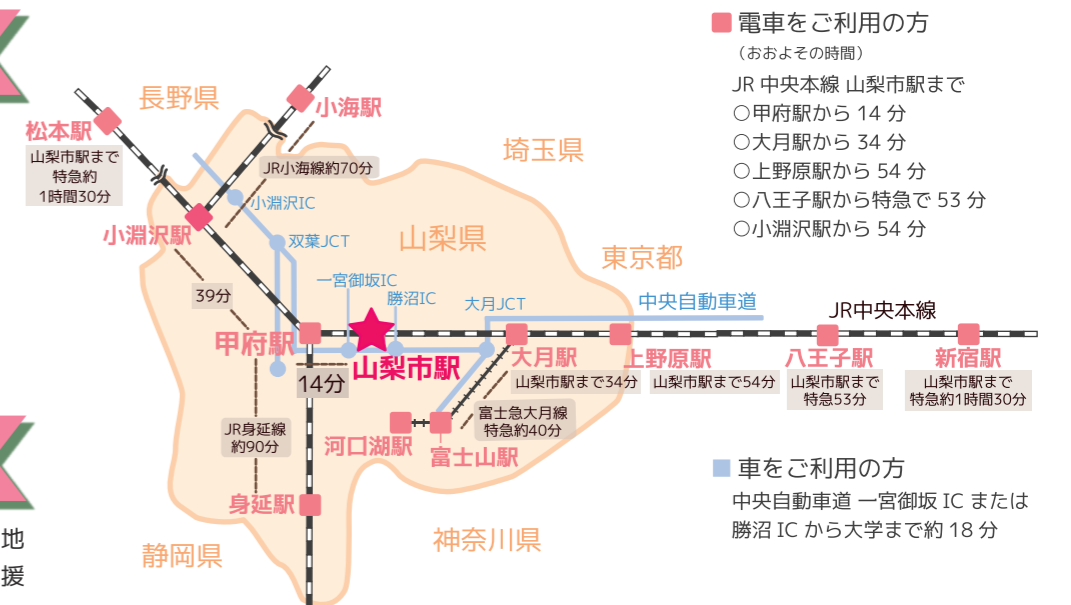 電車をご利用の方
（おおよその時間）
JR 中央本線 山梨市駅まで
○甲府駅から 14 分
○大月駅から 34 分
○上野原駅から 54 分
○八王子駅から特急で 53 分
○小淵沢駅から 54 分
長野県
小海駅
松本駅
山梨市駅まで
特急約
1時間30分
JR小海線約70分
埼玉県
小淵沢IC
小淵沢駅
双葉JCT
山梨県
東京都
39分
一宮御坂IC
勝沼IC
大月JCT
中央自動車道
JR中央本線
甲府駅
山梨市駅
14分
大月駅
山梨市駅まで34分
上野原駅
山梨市駅まで54分
八王子駅
山梨市駅まで
特急53分
新宿駅
山梨市駅まで
特急約1時間30分
富士急大月線
特急約40分
JR身延線
約90分
河口湖駅
富士山駅
身延駅
静岡県
神奈川県
車をご利用の方
中央自動車道 一宮御坂 IC または
勝沼 IC から大学まで約 18 分
地
援